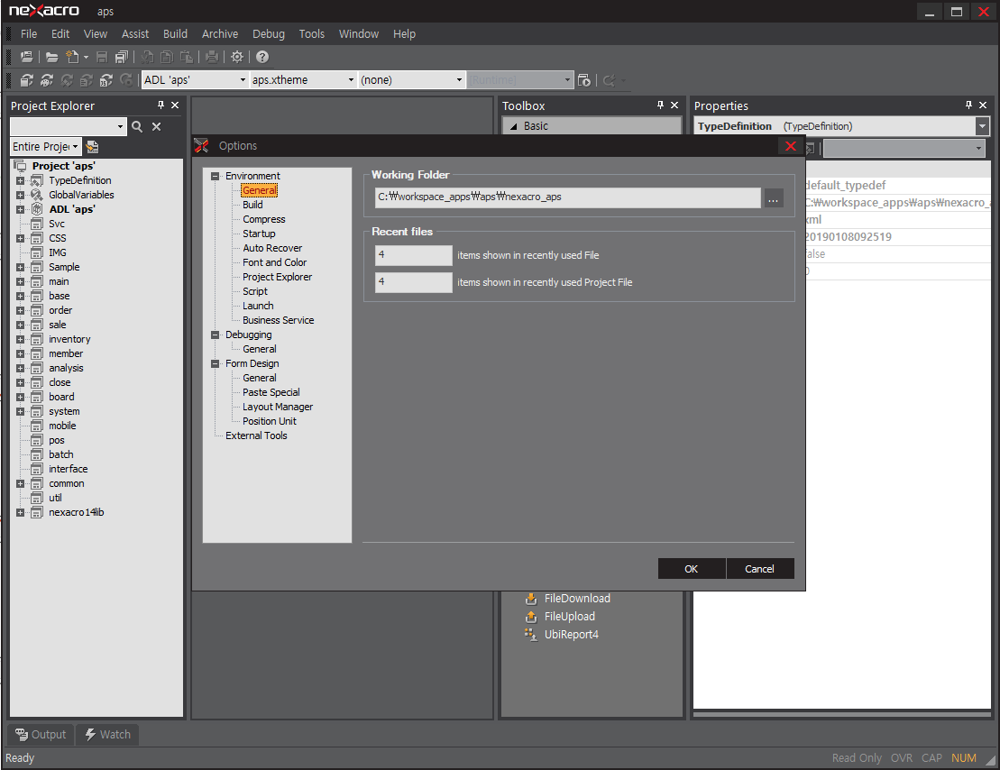 nexacro aps
File Edit View Assist Build Archive Debug Tools Window Help
ADL 'aps' aps.xtheme (none) (Runtime)
Project Explorer
Entire Projec
Project 'aps'
TypeDefinition
GlobalVariables
ADL 'aps'
Svc
CSS
IMG
Sample
main
base
order
sale
inventory
member
analysis
close
board
system
mobile
pos
batch
interface
common
util
nexacro14lib
Toolbox
Basic
FileDownload
FileUpload
UbiReport4
Properties
TypeDefinition (TypeDefinition)
default_typedef
C:₩workspace_apps₩aps₩nexacro_a
xml
20190108092519
false
0
Options
Environment
General
Build
Compress
Startup
Auto Recover
Font and Color
Project Explorer
Script
Launch
Business Service
Debugging
General
Form Design
General
Paste Special
Layout Manager
Position Unit
External Tools
Working Folder
C:₩workspace_apps₩aps₩nexacro_aps
...
Recent files
4 items shown in recently used File
4 items shown in recently used Project File
OK Cancel
Output Watch
Ready
Read Only OVR CAP NUM